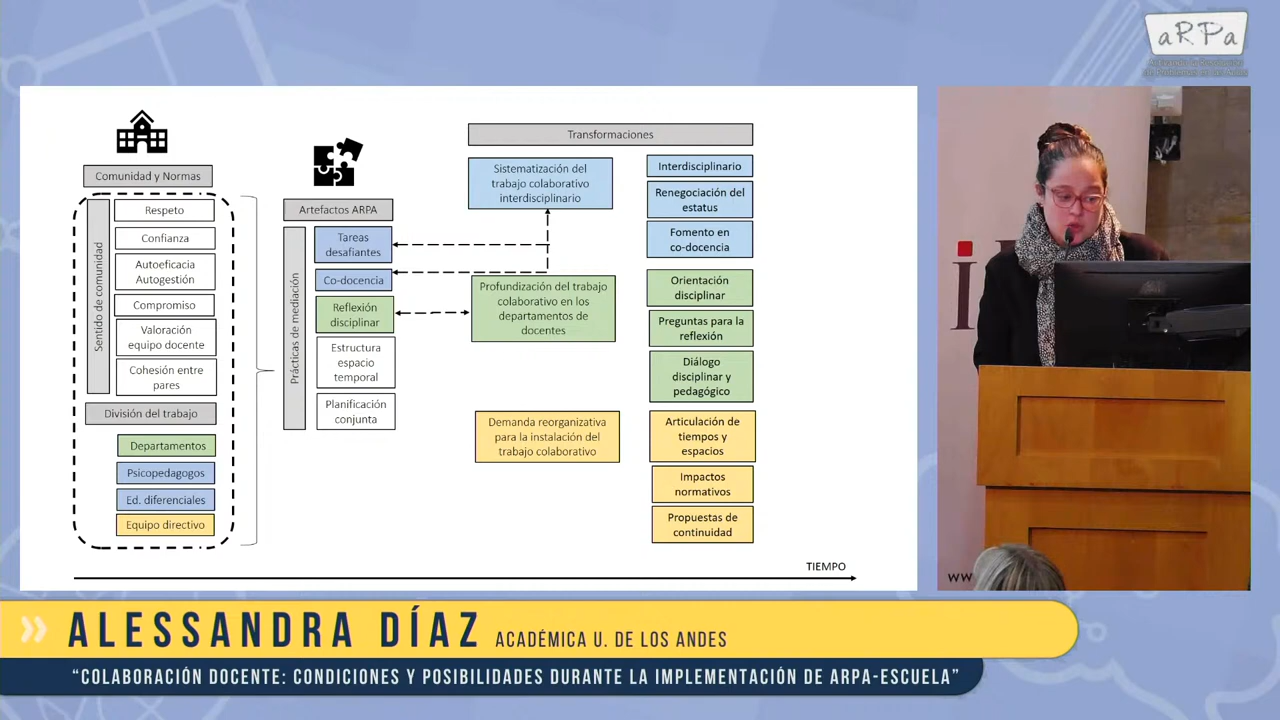 aRPa
Comunidad y Normas
Sentido de comunidad
Respeto
Confianza
Autoeficacia
Autogestión
Compromiso
Valoración
equipo docente
Cohesión entre
pares
División del trabajo
Departamentos
Psicopedagogos
Ed. diferenciales
Equipo directivo
Artefactos ARPA
Prácticas de mediación
Tareas
desafiantes
Co-docencia
Reflexión
disciplinar
Estructura
espacio
temporal
Planificación
conjunta
Transformaciones
Sistematización del
trabajo colaborativo
interdisciplinario
Profundización del trabajo
colaborativo en los
departamentos de
docentes
Demanda reorganizativa
para la instalación del
trabajo colaborativo
Interdisciplinario
Renegociación del
estatus
Fomento en
co-docencia
Orientación
disciplinar
Preguntas para la
reflexión
Diálogo
disciplinar y
pedagógico
Articulación de
tiempos y
espacios
Impactos
normativos
Propuestas de
continuidad
TIEMPO
ww
ALESSANDRA DÍAZ ACADÉMICA U. DE LOS ANDES
“COLABORACIÓN DOCENTE: CONDICIONES Y POSIBILIDADES DURANTE LA IMPLEMENTACIÓN DE ARPA-ESCUELA”